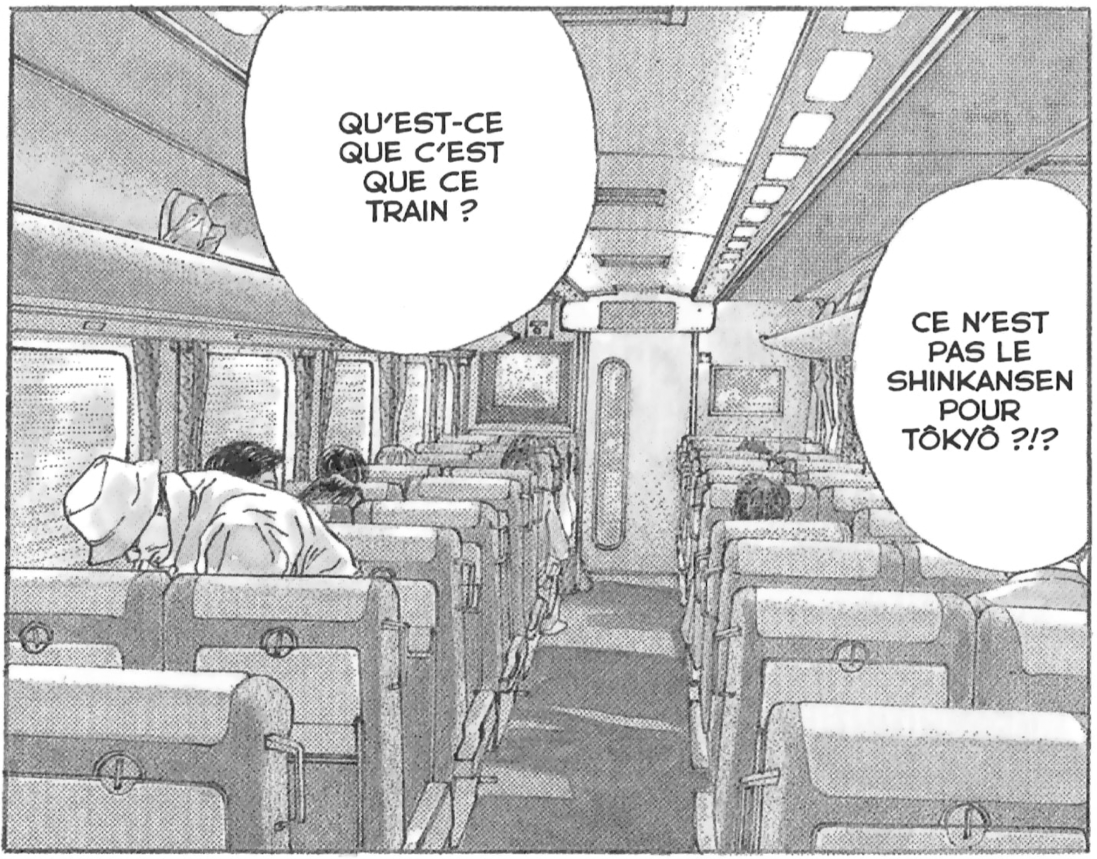 QU'EST-CE
QUE C'EST
QUE CE
TRAIN ?
CE N'EST
PAS LE
SHINKANSEN
POUR
TÔKYÔ ?!?